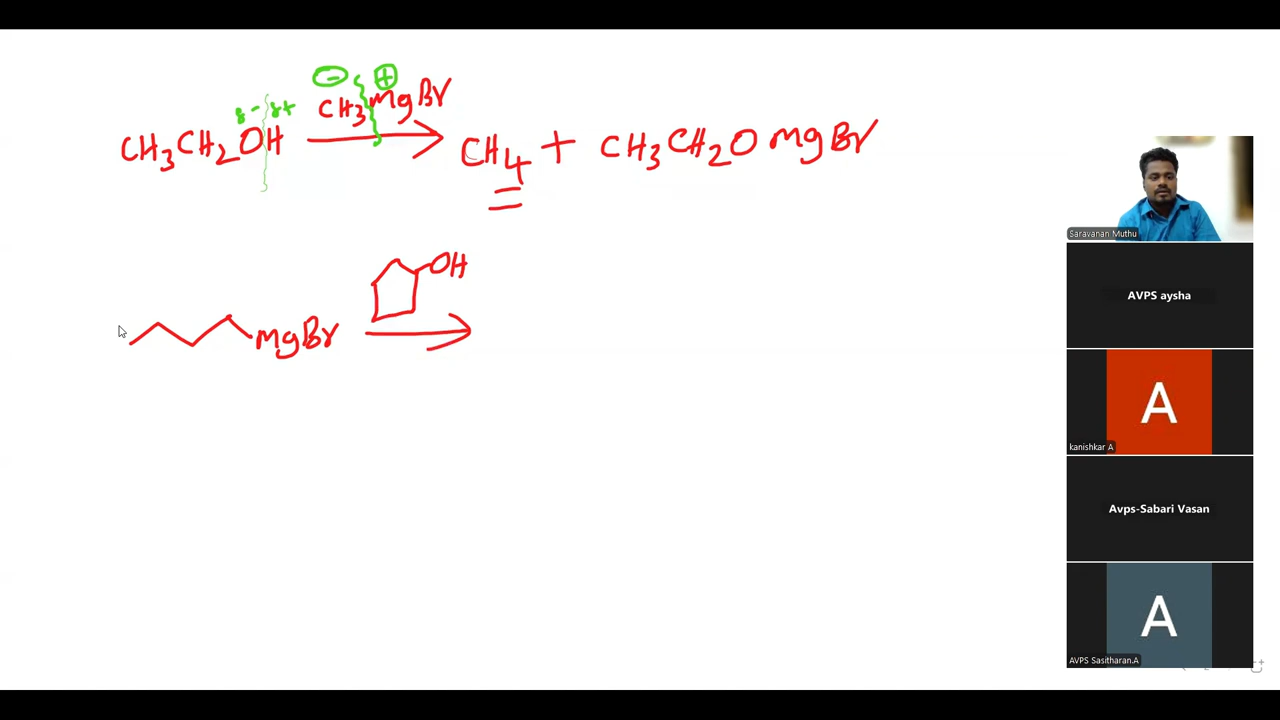 ⊖ ⊕
δ- δ+ CH3MgBr
CH3CH2OH → CH4 + CH3CH2OMgBr
OH
MgBr →
Saravanan Muthu
AVPS aysha
A
kanishkar A
Avps-Sabari Vasan
A
AVPS Sasitharan.A